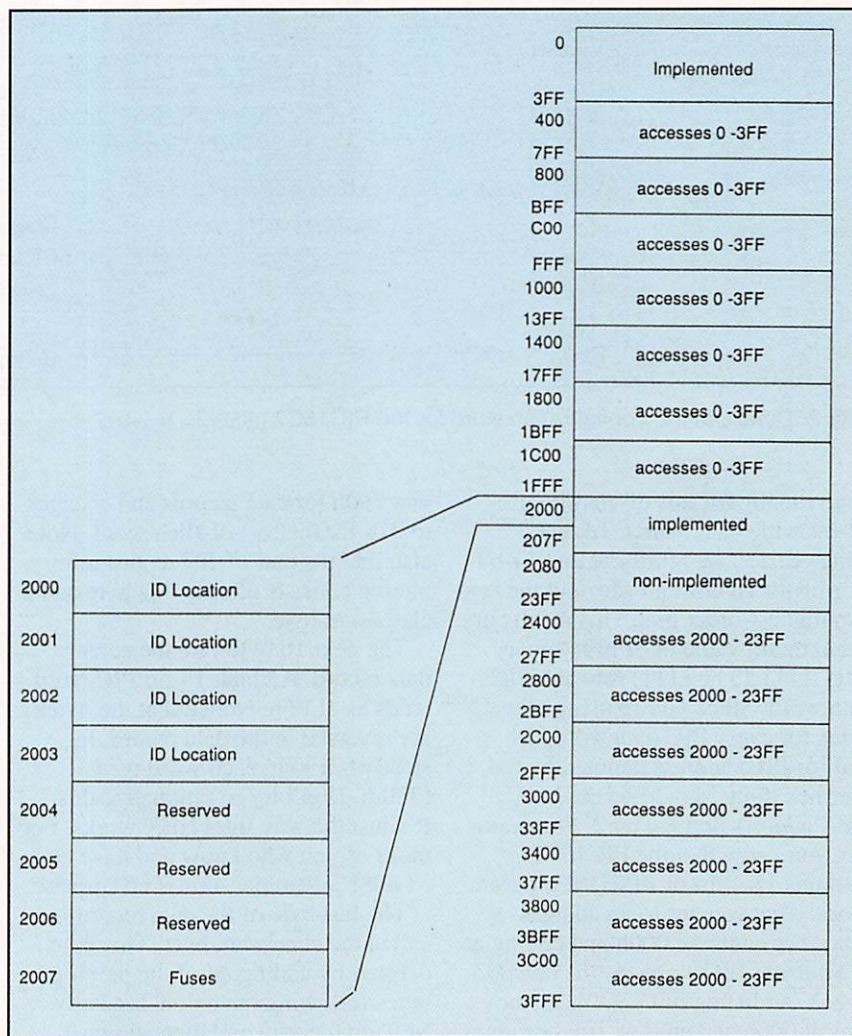 0
Implemented
3FF
400
accesses 0 -3FF
7FF
800
accesses 0 -3FF
BFF
C00
accesses 0 -3FF
FFF
1000
accesses 0 -3FF
13FF
1400
accesses 0 -3FF
17FF
1800
accesses 0 -3FF
1BFF
1C00
accesses 0 -3FF
1FFF
2000
implemented
207F
2080
non-implemented
23FF
2400
accesses 2000 - 23FF
27FF
2800
accesses 2000 - 23FF
2BFF
2C00
accesses 2000 - 23FF
2FFF
3000
accesses 2000 - 23FF
33FF
3400
accesses 2000 - 23FF
37FF
3800
accesses 2000 - 23FF
3BFF
3C00
accesses 2000 - 23FF
3FFF
2000 ID Location
2001 ID Location
2002 ID Location
2003 ID Location
2004 Reserved
2005 Reserved
2006 Reserved
2007 Fuses